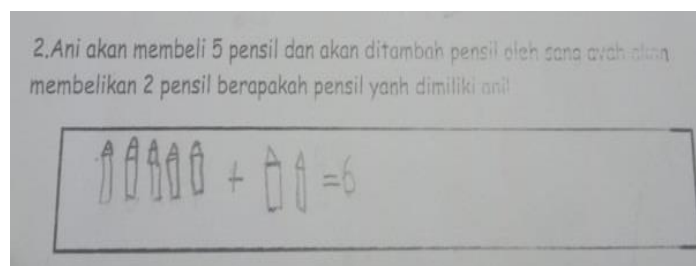 2.Ani akan membeli 5 pensil dan akan ditambah pensil oleh sang ayah akan
membelikan 2 pensil berapakah pensil yanh dimiliki ani!
+ =6